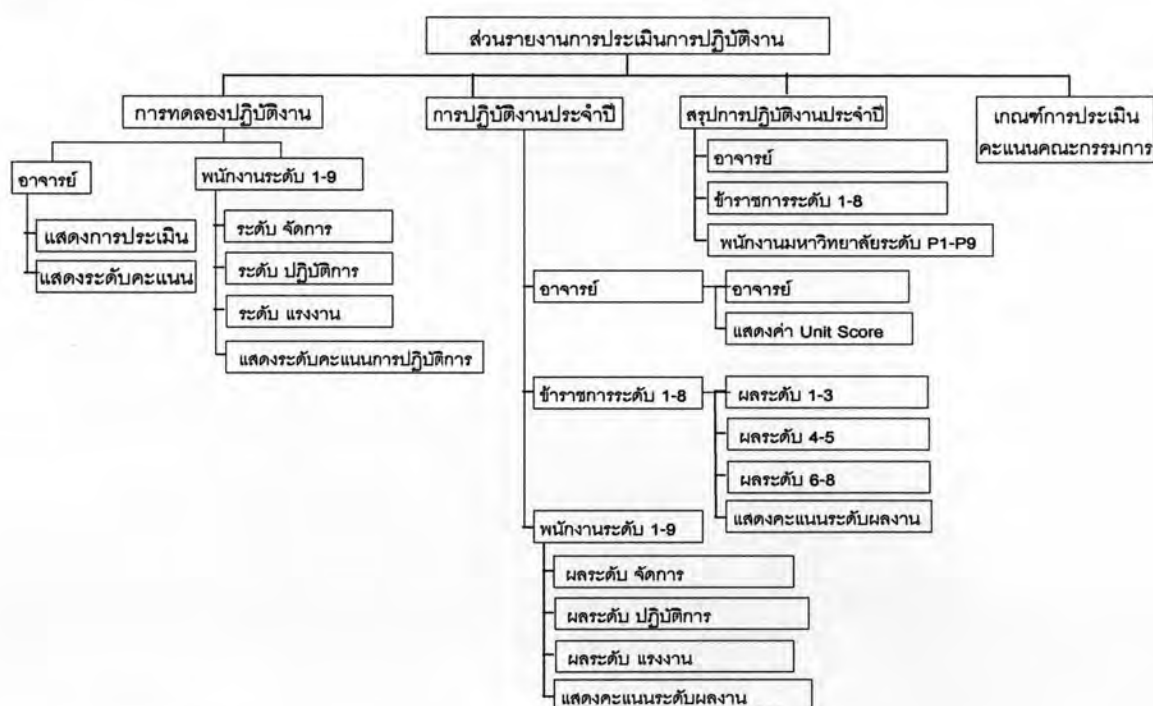 ส่วนรายงานการประเมินการปฏิบัติงาน
การทดลองปฏิบัติงาน
อาจารย์
แสดงการประเมิน
แสดงระดับคะแนน
พนักงานระดับ 1-9
ระดับ จัดการ
ระดับ ปฏิบัติการ
ระดับ แรงงาน
แสดงระดับคะแนนการปฏิบัติการ
การปฏิบัติงานประจำปี
อาจารย์
อาจารย์
แสดงค่า Unit Score
ข้าราชการระดับ 1-8
ผลระดับ 1-3
ผลระดับ 4-5
ผลระดับ 6-8
แสดงคะแนนระดับผลงาน
พนักงานระดับ 1-9
ผลระดับ จัดการ
ผลระดับ ปฏิบัติการ
ผลระดับ แรงงาน
แสดงคะแนนระดับผลงาน
สรุปการปฏิบัติงานประจำปี
อาจารย์
ข้าราชการระดับ 1-8
พนักงานมหาวิทยาลัยระดับ P1-P9
เกณฑ์การประเมิน
คะแนนคณะกรรมการ